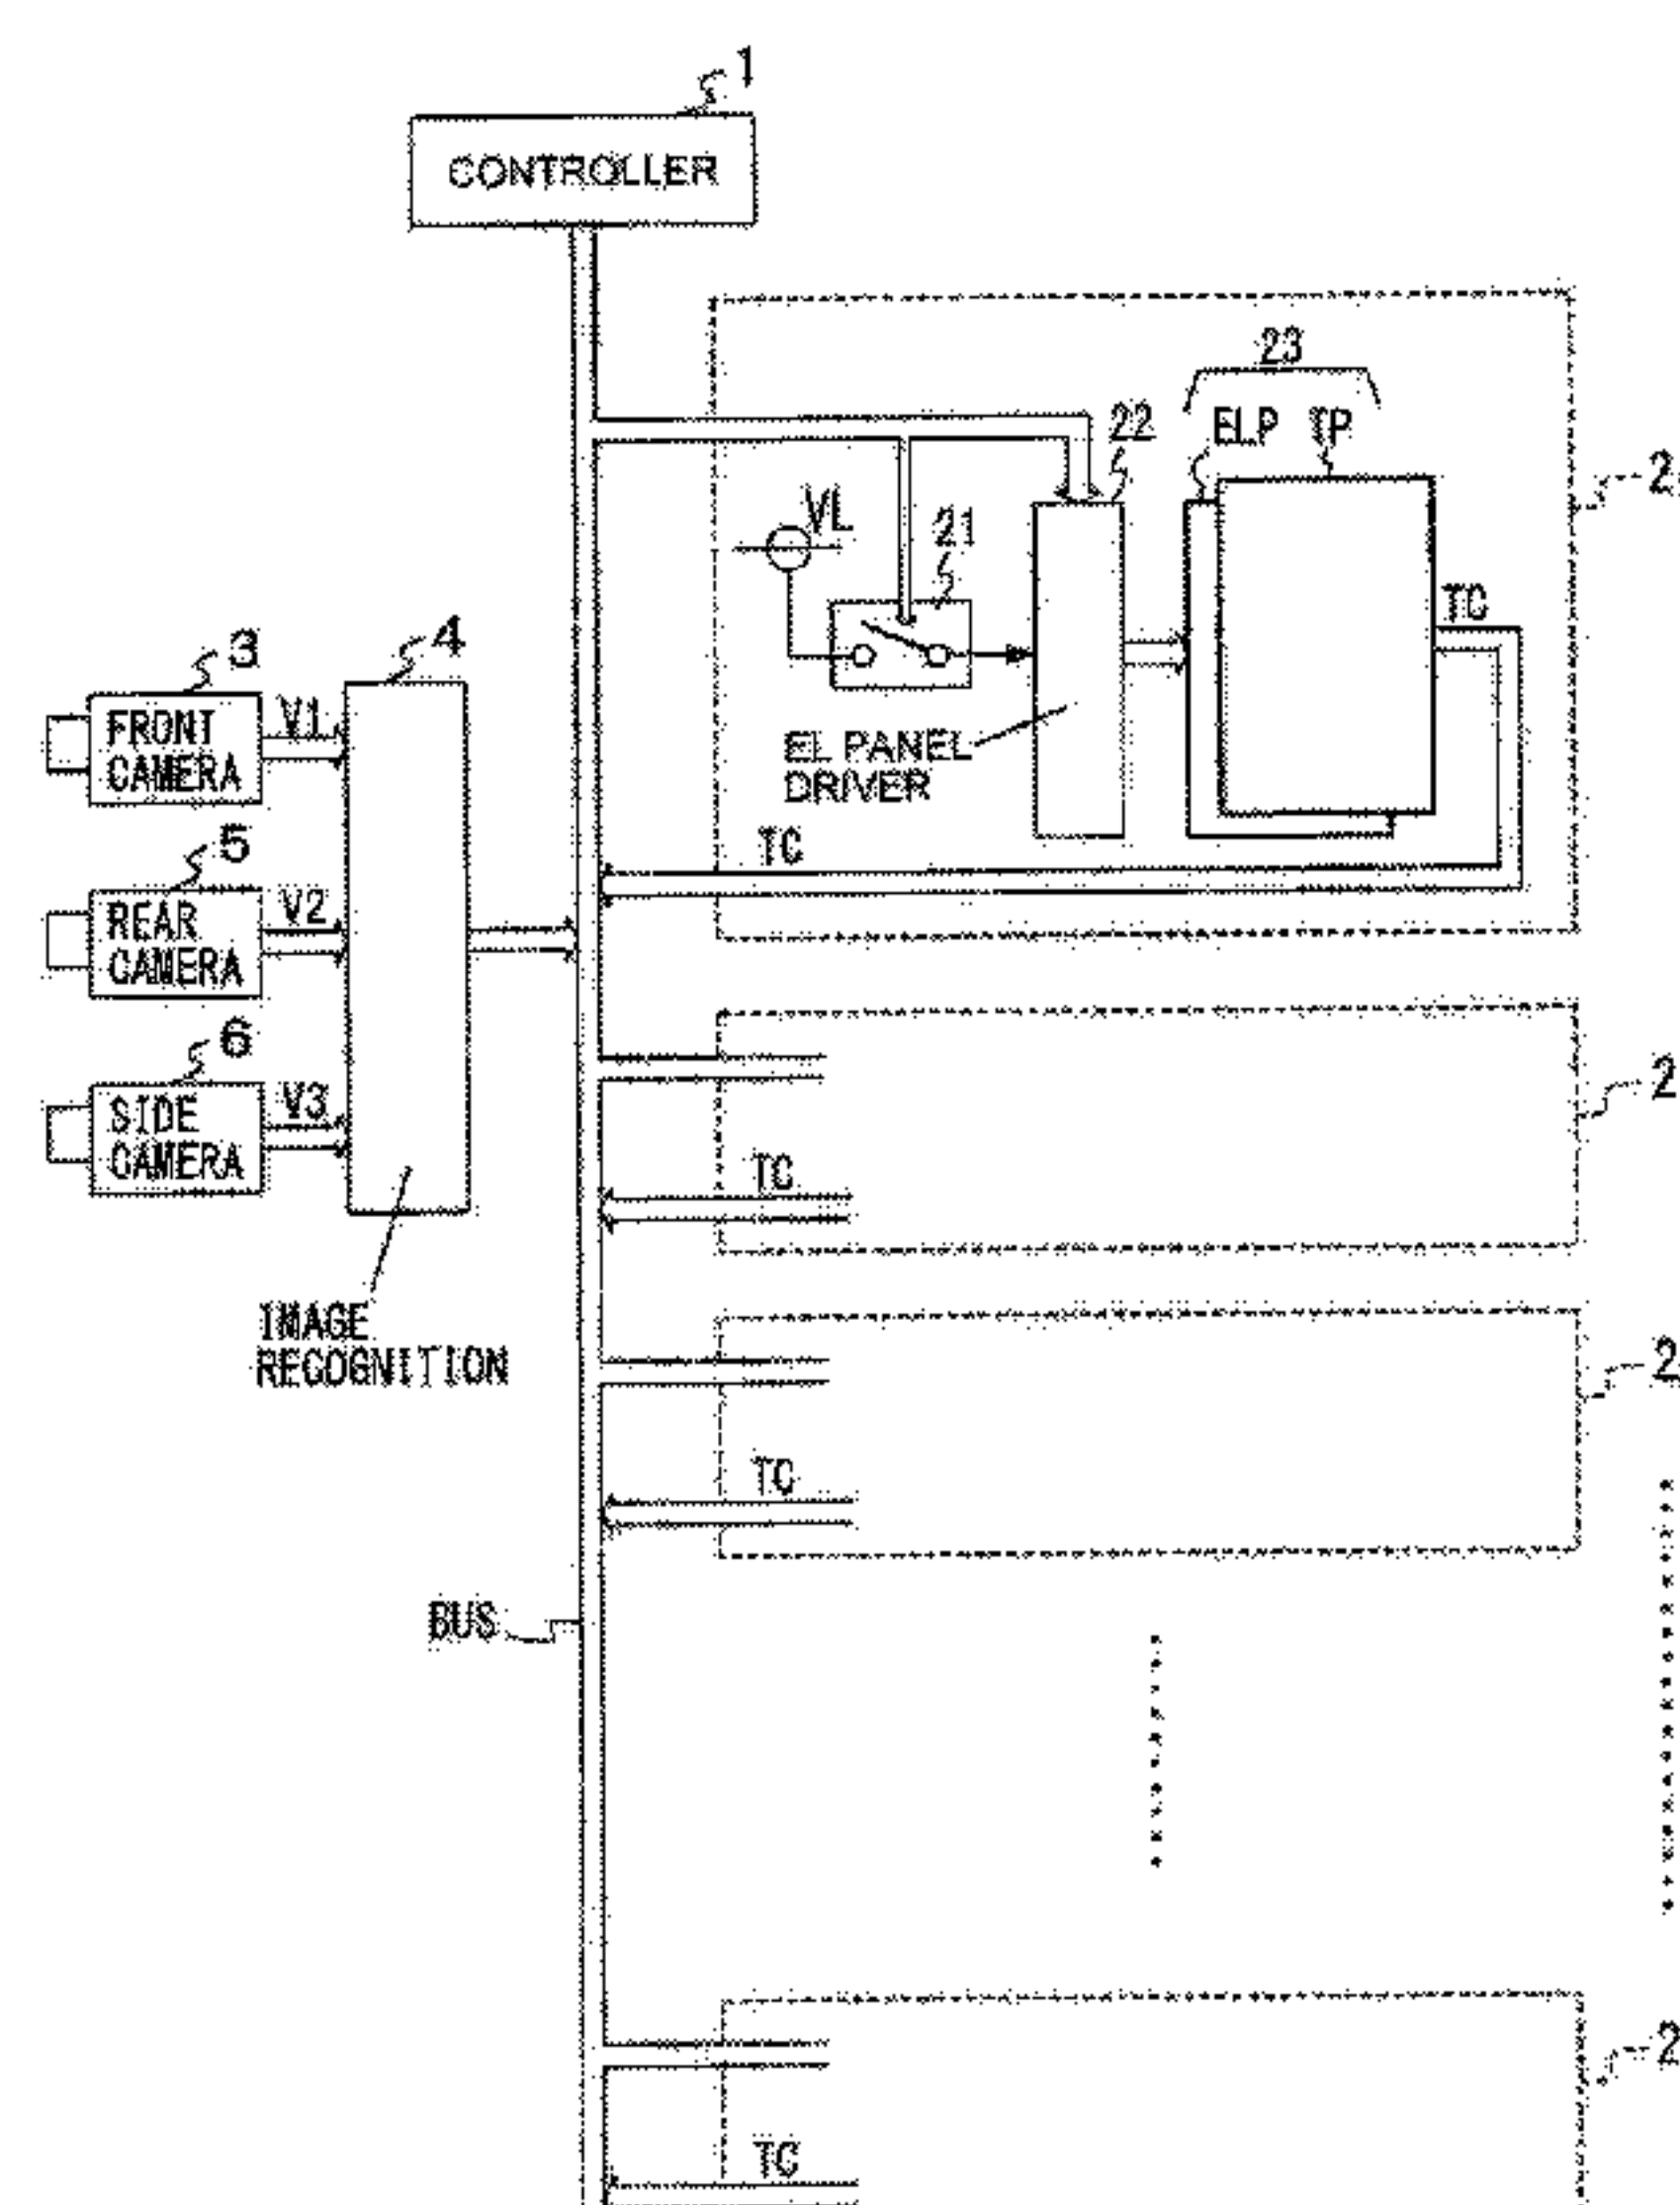 1
CONTROLLER
23
22
ELP TP
2
VL
21
TC
3
4
FRONT
CAMERA
V1
EL PANEL
DRIVER
5
TC
REAR
CAMERA
V2
6
SIDE
CAMERA
V3
2
TC
IMAGE
RECOGNITION
2
TC
BUS
2
TC